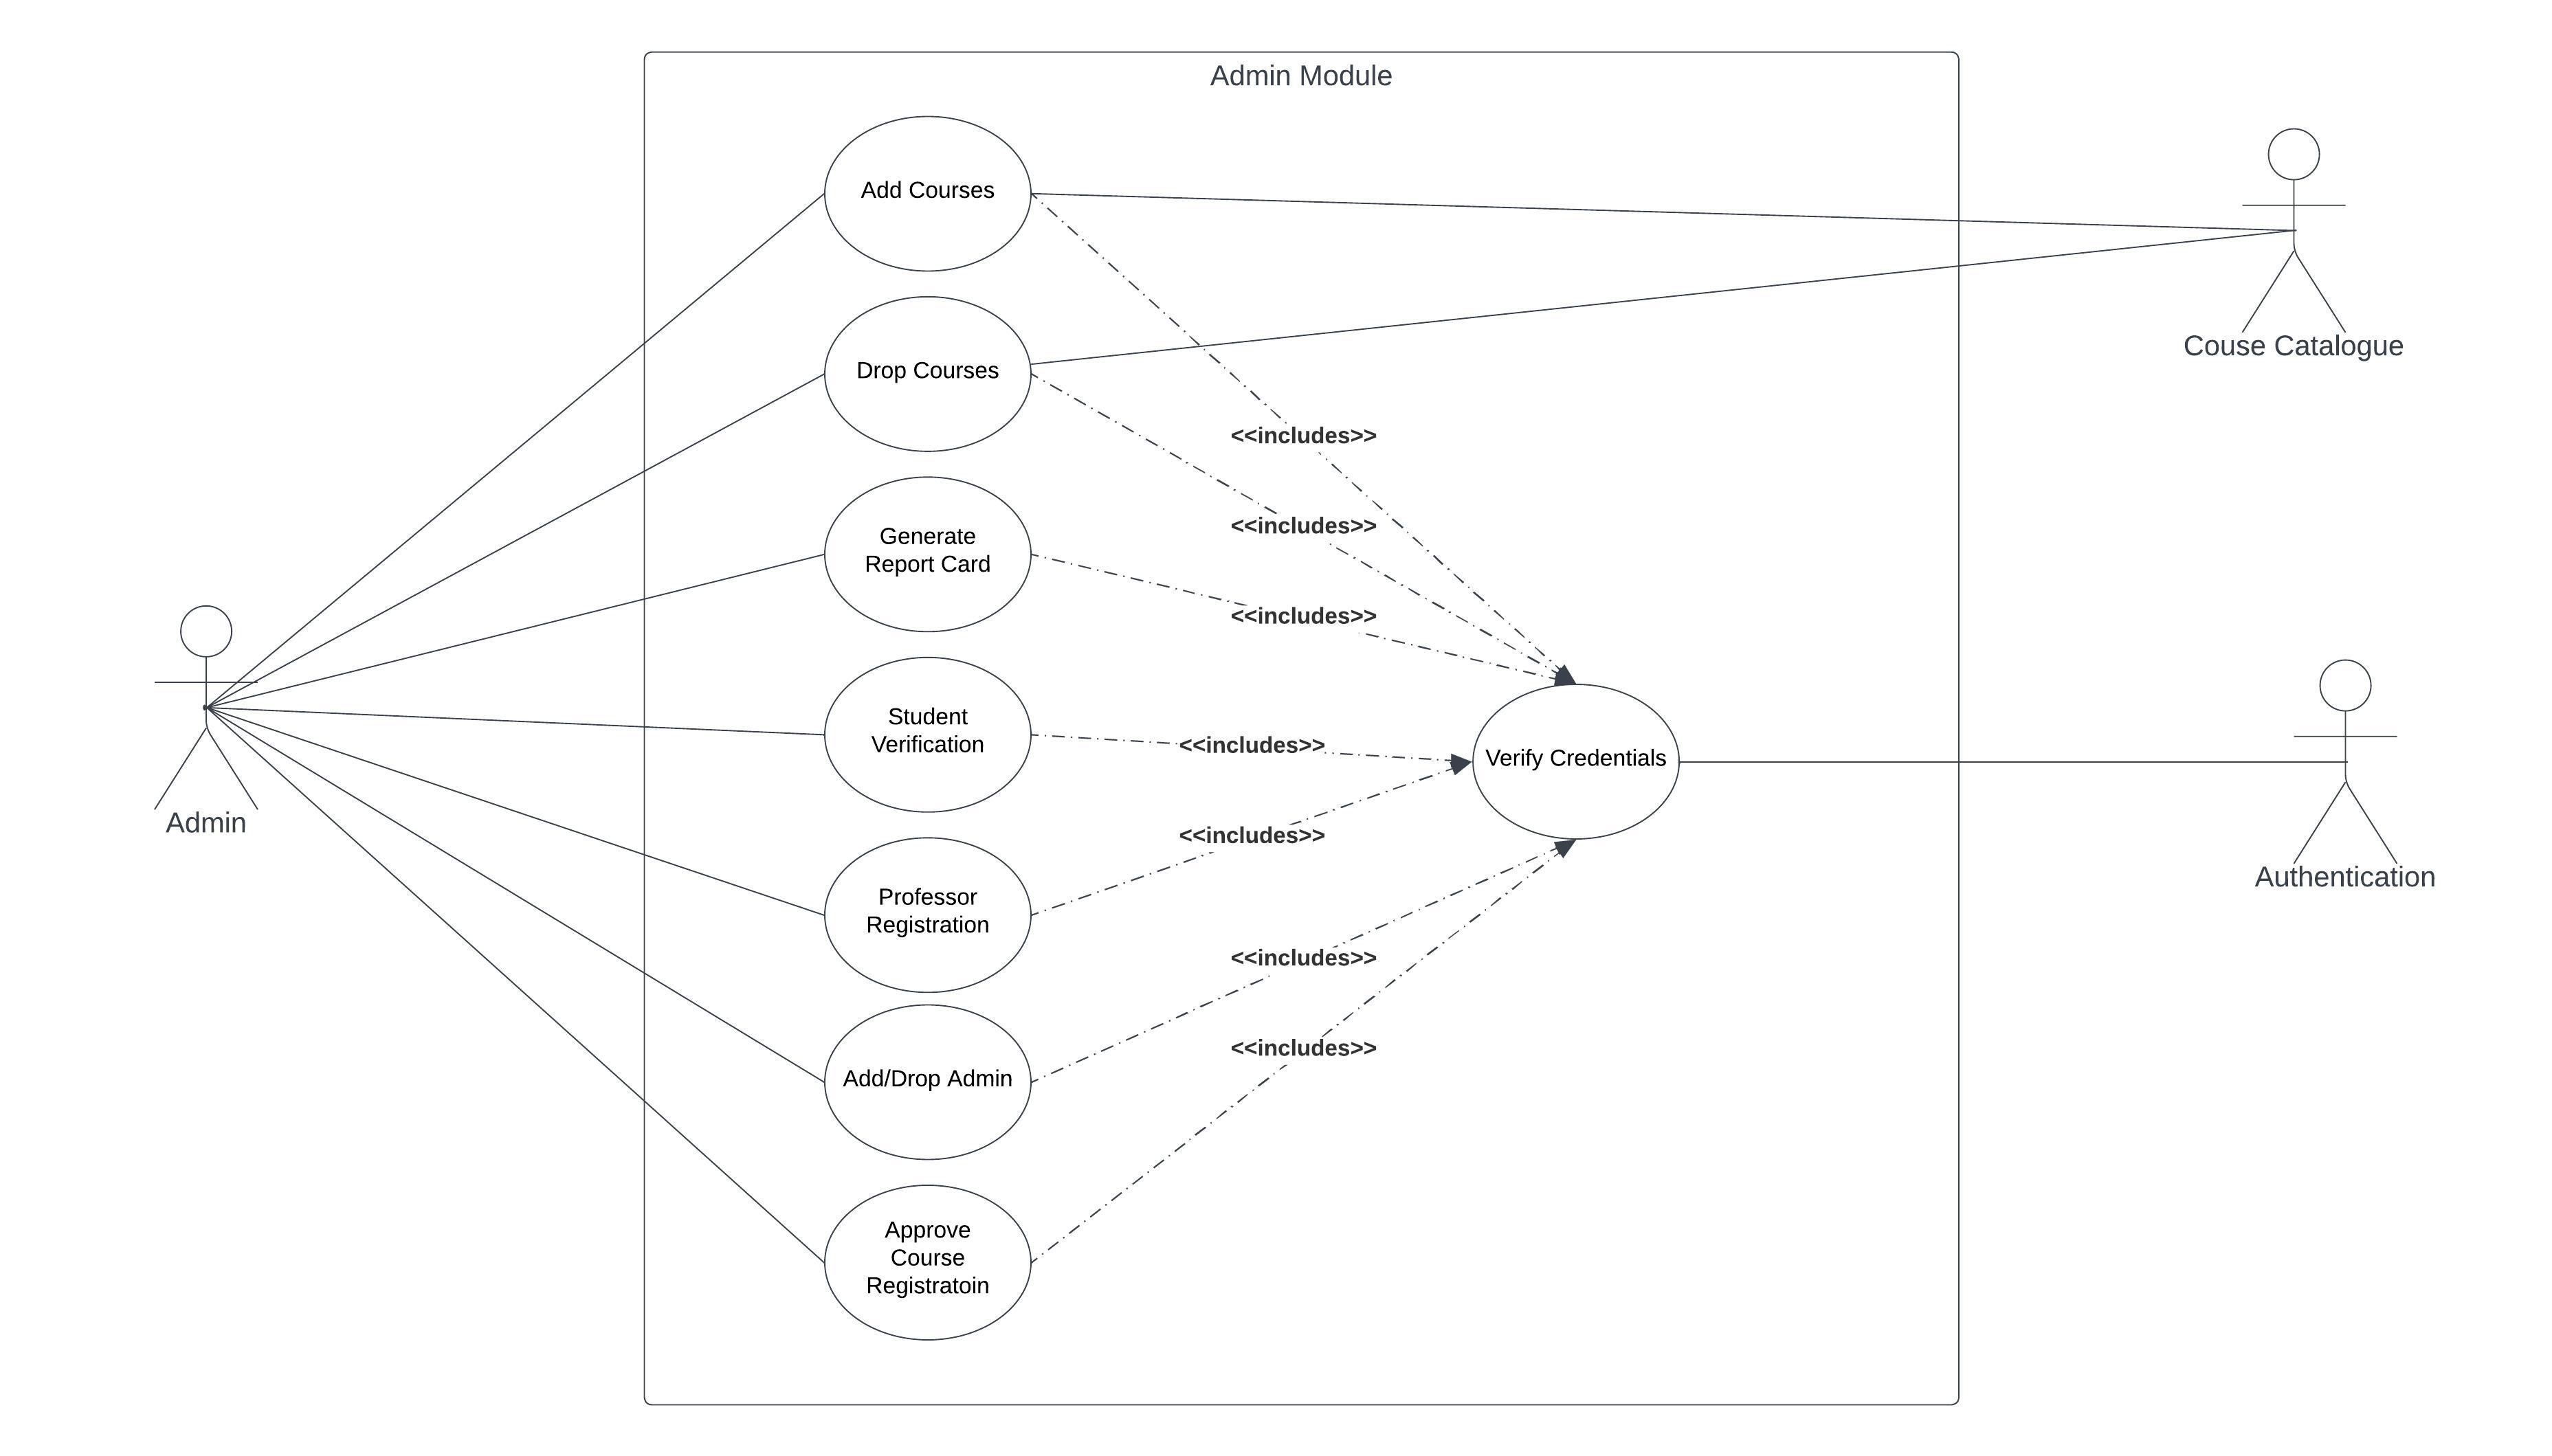 Admin Module
Add Courses
Couse Catalogue
Drop Courses
<<includes>>
<<includes>>
Generate
Report Card
<<includes>>
Student
Verification
<<includes>>
Verify Credentials
Admin
<<includes>>
Authentication
Professor
Registration
<<includes>>
<<includes>>
Add/Drop Admin
Approve
Course
Registratoin